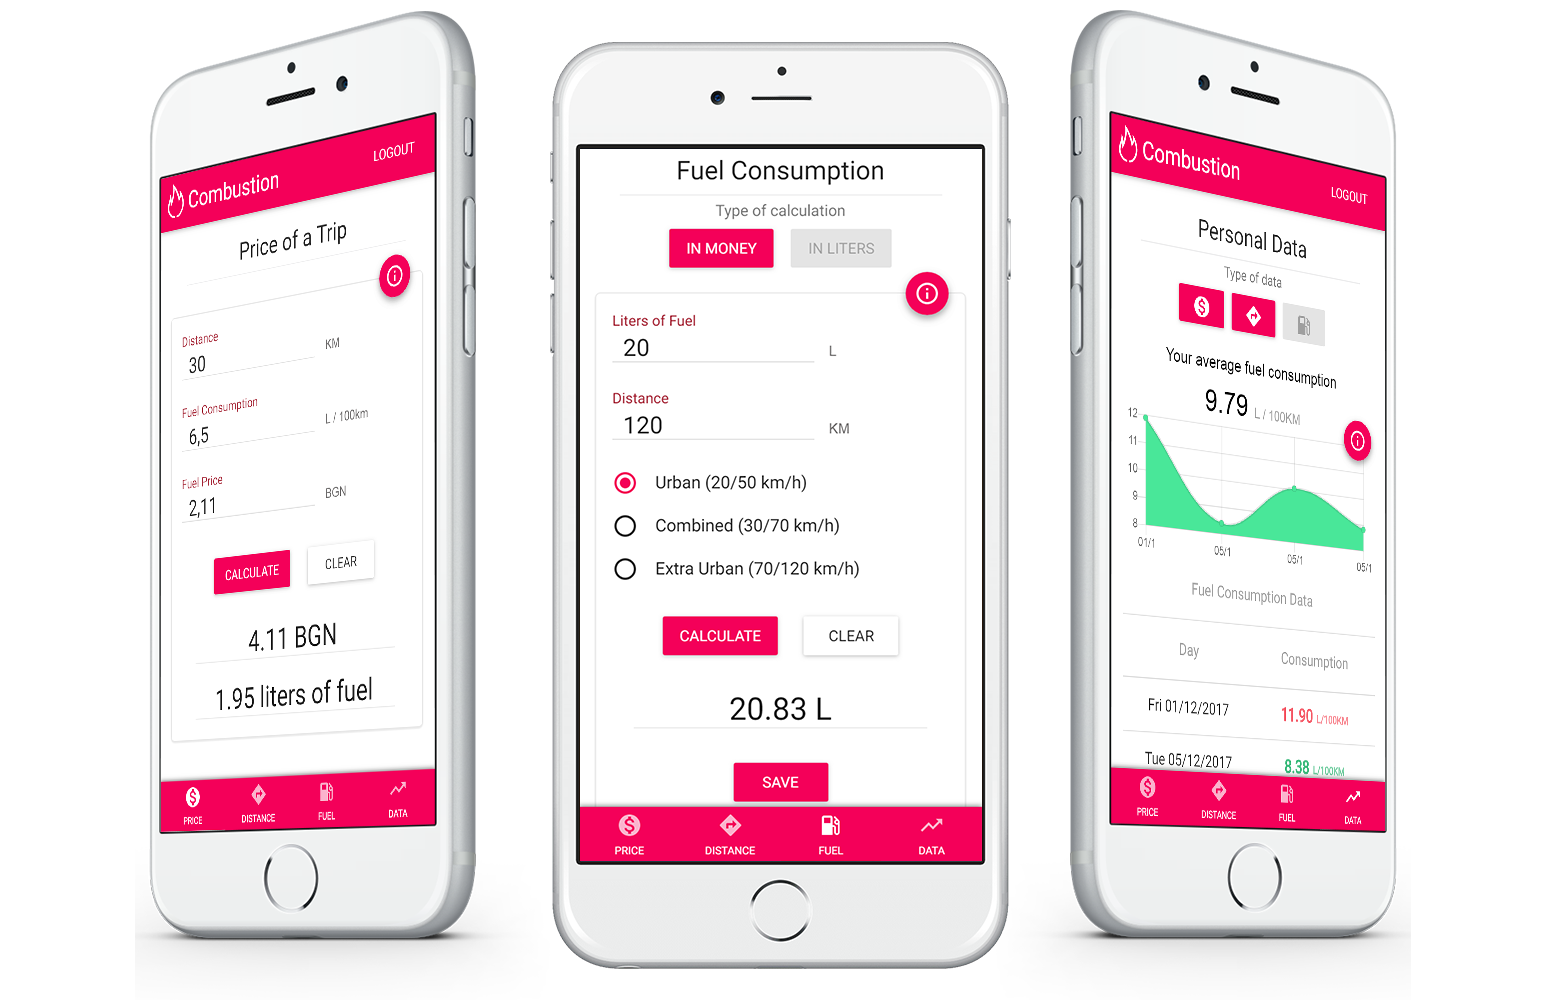 Combustion
LOGOUT
Price of a Trip
Distance
30
KM
Fuel Consumption
6,5
L / 100km
Fuel Price
2,11
BGN
CALCULATE
CLEAR
4.11 BGN
1.95 liters of fuel
PRICE
DISTANCE
FUEL
DATA
Fuel Consumption
Type of calculation
IN MONEY
IN LITERS
Liters of Fuel
20
L
Distance
120
KM
Urban (20/50 km/h)
Combined (30/70 km/h)
Extra Urban (70/120 km/h)
CALCULATE
CLEAR
20.83 L
SAVE
PRICE
DISTANCE
FUEL
DATA
Combustion
LOGOUT
Personal Data
Type of data
Your average fuel consumption
9.79 L / 100KM
12
11
10
9
8
01/1
05/1
05/1
05/1
Fuel Consumption Data
Day
Consumption
Fri 01/12/2017
11.90 L/100KM
Tue 05/12/2017
8.38 L/100KM
PRICE
DISTANCE
FUEL
DATA